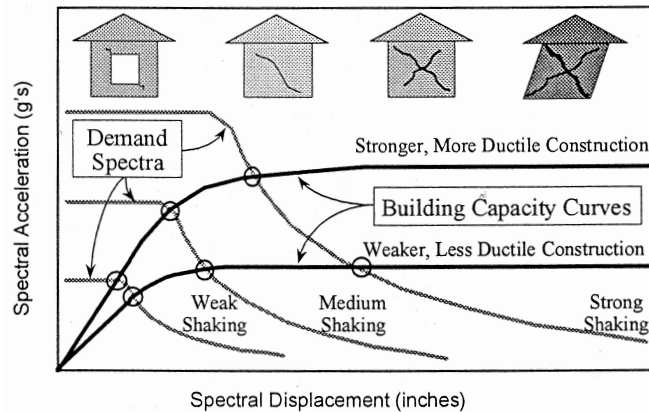 Spectral Acceleration (g's)
Demand
Spectra
Stronger, More Ductile Construction
Building Capacity Curves
Weaker, Less Ductile Construction
Weak
Shaking
Medium
Shaking
Strong
Shaking
Spectral Displacement (inches)